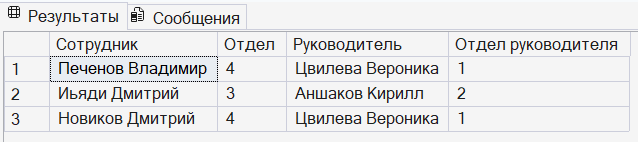 Результаты Сообщения
Сотрудник Отдел Руководитель Отдел руководителя
1 Печенов Владимир 4 Цвилева Вероника 1
2 Иьяди Дмитрий 3 Аншаков Кирилл 2
3 Новиков Дмитрий 4 Цвилева Вероника 1